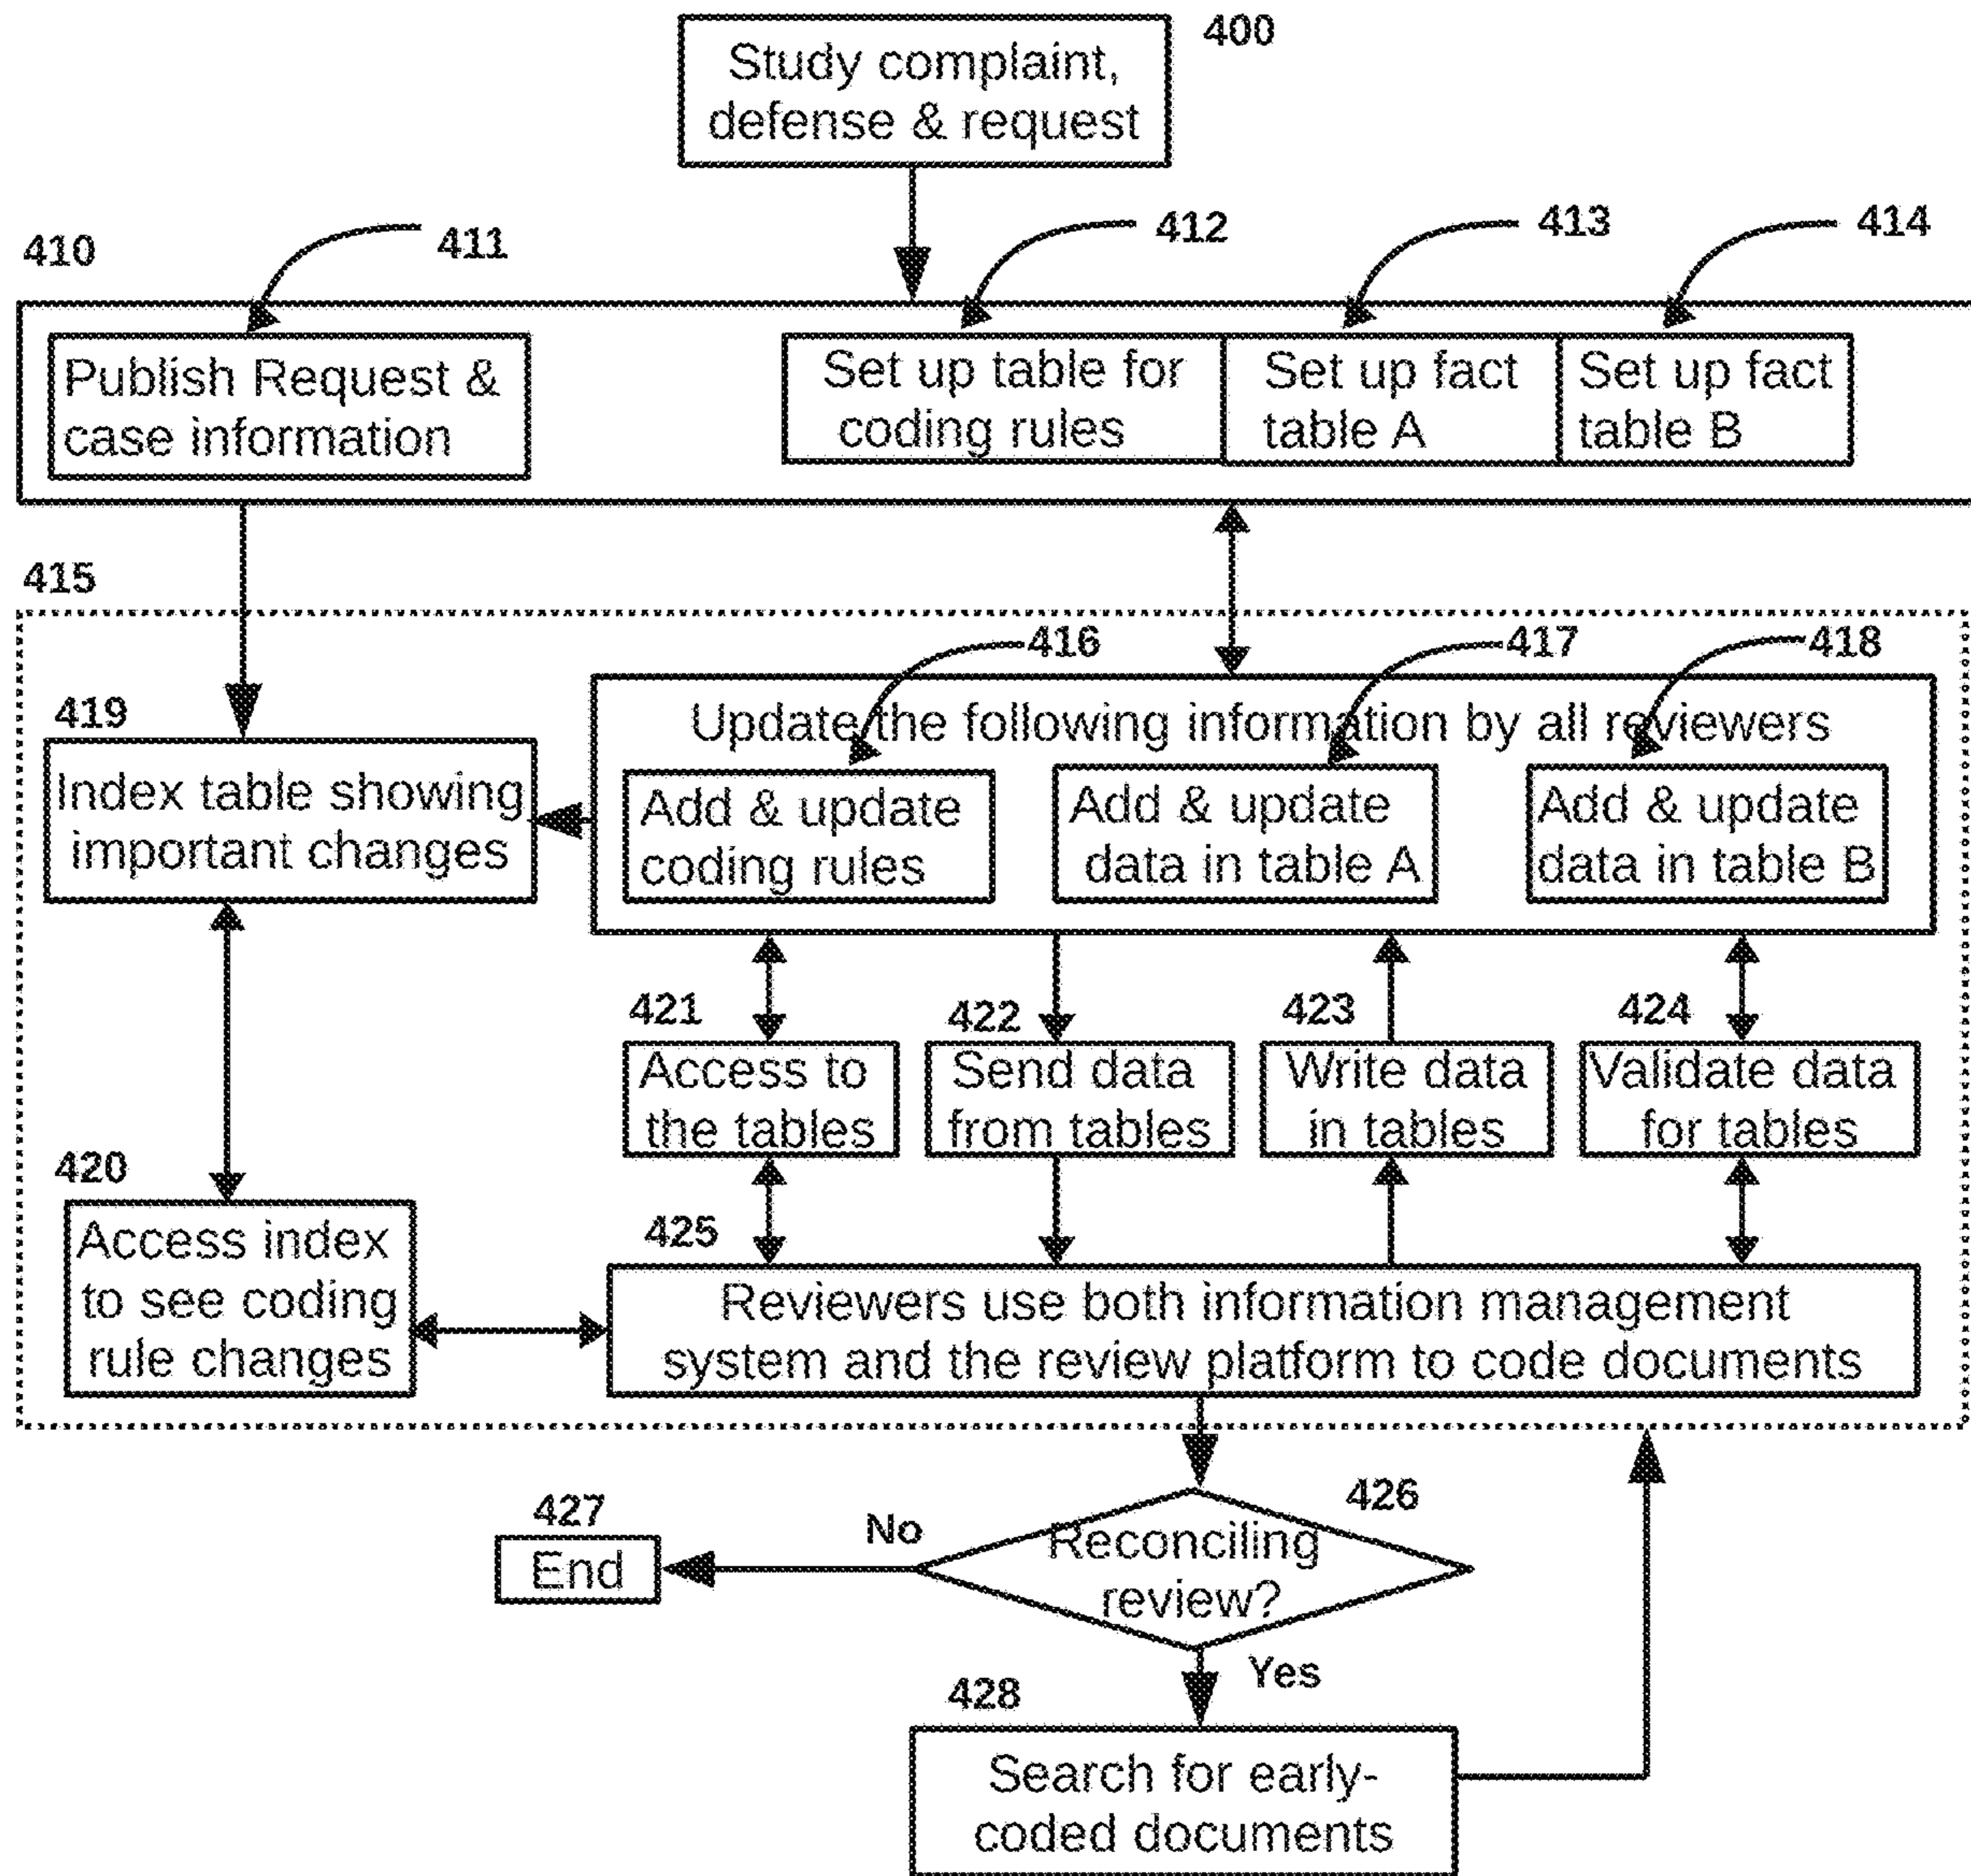 400
Study complaint,
defense & request
410
411
412
413
414
Publish Request &
case information
Set up table for
coding rules
Set up fact
table A
Set up fact
table B
415
416
417
418
419
Update the following information by all reviewers
Index table showing
important changes
Add & update
coding rules
Add & update
data in table A
Add & update
data in table B
421
422
423
424
Access to
the tables
Send data
from tables
Write data
in tables
Validate data
for tables
420
Access index
to see coding
rule changes
425
Reviewers use both information management
system and the review platform to code documents
426
Reconciling
review?
No
427
End
Yes
428
Search for early-
coded documents